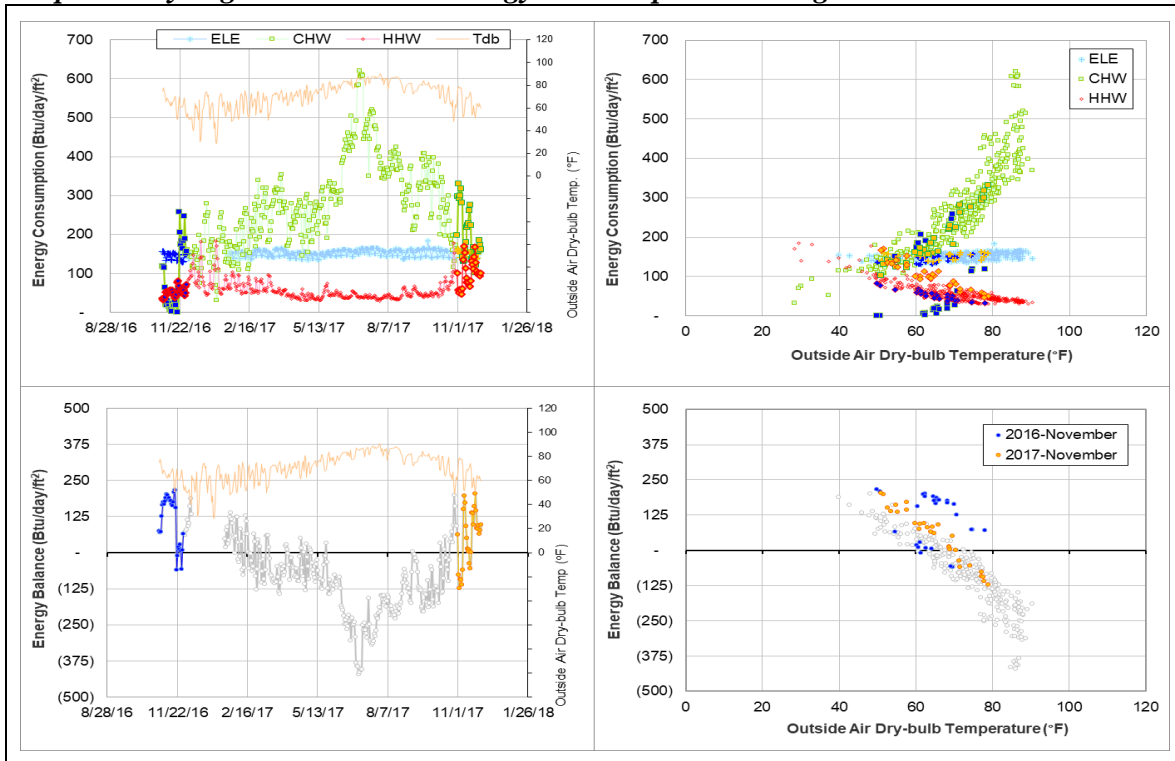 ELE CHW HHW Tdb
Energy Consumption (Btu/day/ft²)
700
600
500
400
300
200
100
-
120
100
80
60
40
20
0
Outside Air Dry-bulb Temp. (°F)
8/28/16 11/22/16 2/16/17 5/13/17 8/7/17 11/1/17 1/26/18
Energy Consumption (Btu/day/ft²)
700
600
500
400
300
200
100
-
ELE
CHW
HHW
0 20 40 60 80 100 120
Outside Air Dry-bulb Temperature (°F)
Energy Balance (Btu/day/ft²)
500
375
250
125
-
(125)
(250)
(375)
(500)
120
100
80
60
40
20
0
Outside Air Dry-bulb Temp (°F)
8/28/16 11/22/16 2/16/17 5/13/17 8/7/17 11/1/17 1/26/18
Energy Balance (Btu/day/ft²)
500
375
250
125
-
(125)
(250)
(375)
(500)
2016-November
2017-November
0 20 40 60 80 100 120
Outside Air Dry-bulb Temperature (°F)